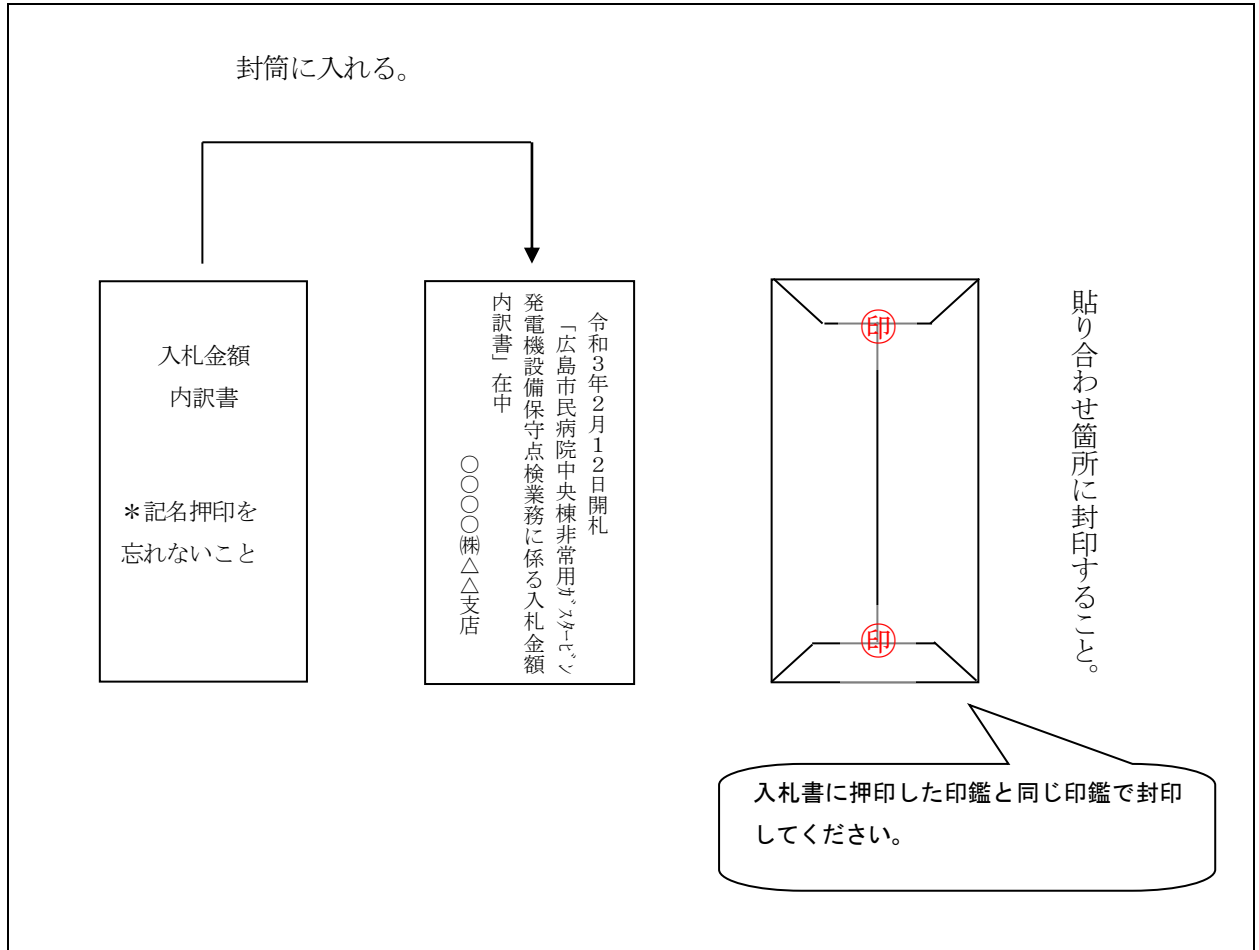 封筒に入れる。
入札金額
内訳書
＊記名押印を
忘れないこと
令和３年２月１２日開札
「広島市民病院中央棟非常用ｶﾞｽﾀｰﾋﾞﾝ
発電機設備保守点検業務に係る入札金額
内訳書」在中
○○○○㈱△△支店
印
印
貼り合わせ箇所に封印すること。
入札書に押印した印鑑と同じ印鑑で封印
してください。